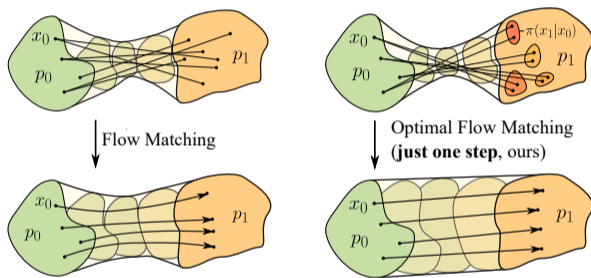 x₀
p₀
p₁
x₀
π(x₁|x₀)
p₀
p₁
Flow Matching
Optimal Flow Matching
(just one step, ours)
x₀
p₀
p₁
x₀
p₀
p₁